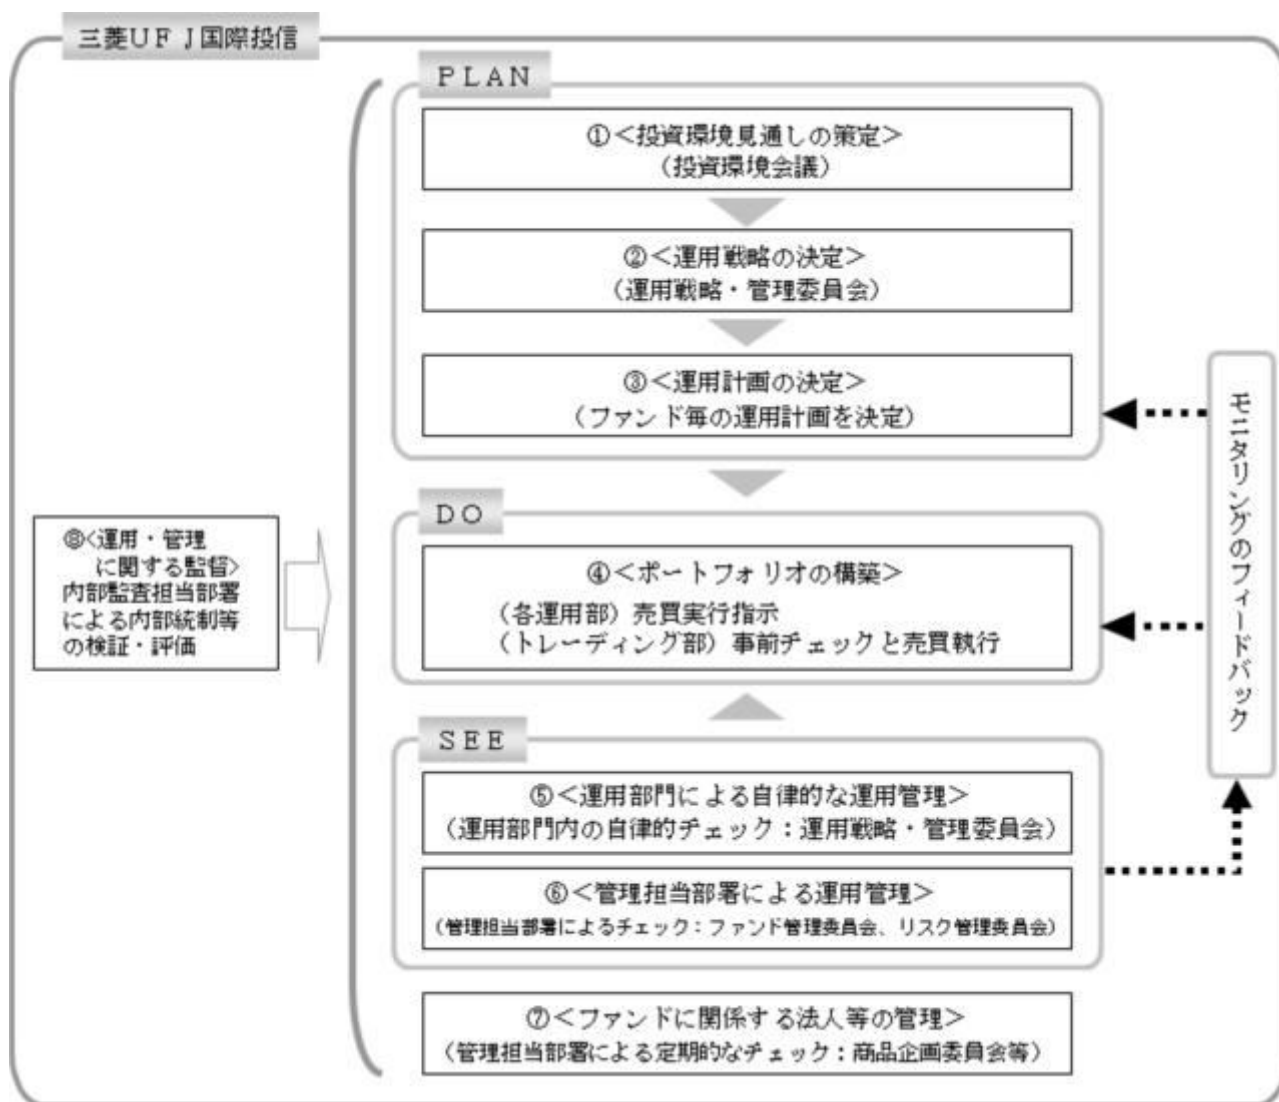 三菱UFJ国際投信
PLAN
①＜投資環境見通しの策定＞
（投資環境会議）
②＜運用戦略の決定＞
（運用戦略・管理委員会）
③＜運用計画の決定＞
（ファンド毎の運用計画を決定）
DO
④＜ポートフォリオの構築＞
（各運用部）売買実行指示
（トレーディング部）事前チェックと売買執行
SEE
⑤＜運用部門による自律的な運用管理＞
（運用部門内の自律的チェック：運用戦略・管理委員会）
⑥＜管理担当部署による運用管理＞
（管理担当部署によるチェック：ファンド管理委員会、リスク管理委員会）
⑦＜ファンドに関係する法人等の管理＞
（管理担当部署による定期的なチェック：商品企画委員会等）
⑧＜運用・管理
に関する監督＞
内部監査担当部署
による内部統制等
の検証・評価
モニタリングのフィードバック